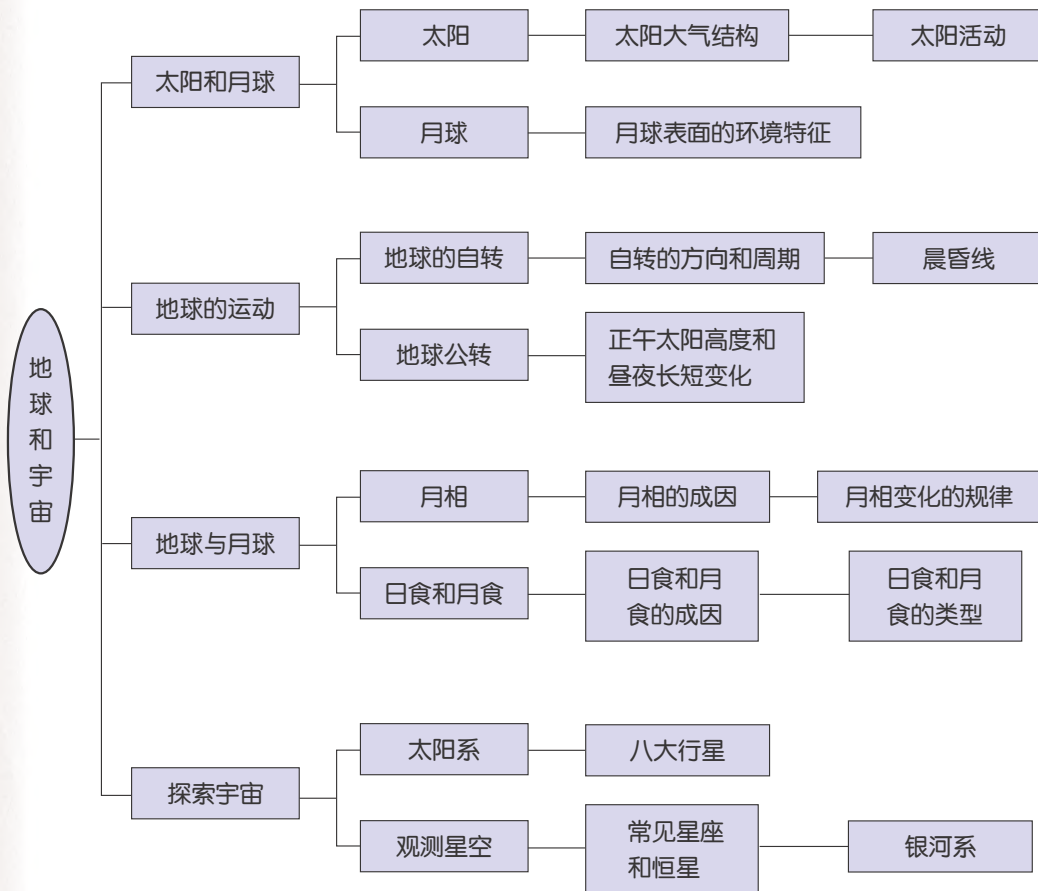 地球和宇宙
太阳和月球
太阳
太阳大气结构
太阳活动
月球
月球表面的环境特征
地球的运动
地球的自转
自转的方向和周期
晨昏线
地球公转
正午太阳高度和
昼夜长短变化
地球与月球
月相
月相的成因
月相变化的规律
日食和月食
日食和月
食的成因
日食和月
食的类型
探索宇宙
太阳系
八大行星
观测星空
常见星座
和恒星
银河系